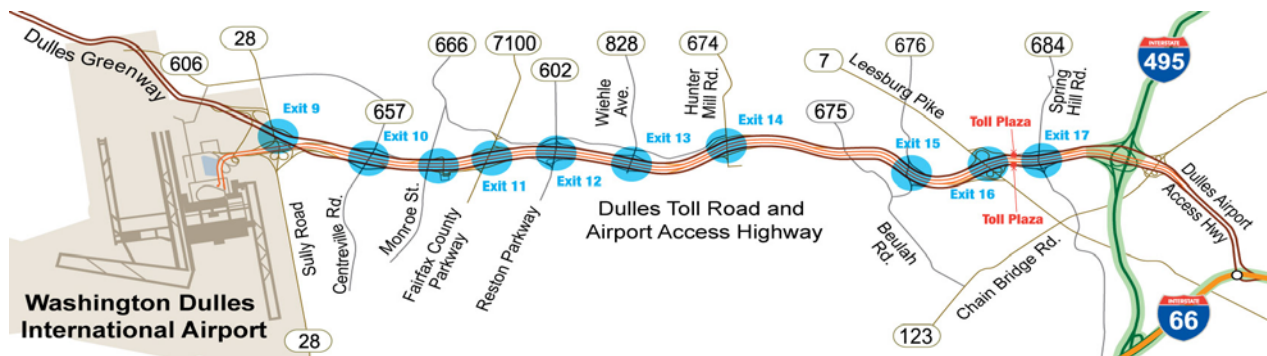 Dulles Greenway
606
28
666
7100
602
828
Wiehle
Ave.
674
Hunter
Mill Rd.
7
Leesburg Pike
676
684
Spring
Hill Rd.
INTERSTATE
495
Exit 9
657
Exit 10
Exit 11
Exit 12
Exit 13
Exit 14
675
Exit 15
Toll Plaza
Exit 17
Exit 16
Toll Plaza
Sully Road
Centreville Rd.
Monroe St.
Fairfax County
Parkway
Reston Parkway
Dulles Toll Road and
Airport Access Highway
Beulah
Rd.
Chain Bridge Rd.
Dulles Airport
Access Hwy
Washington Dulles
International Airport
28
123
INTERSTATE
66